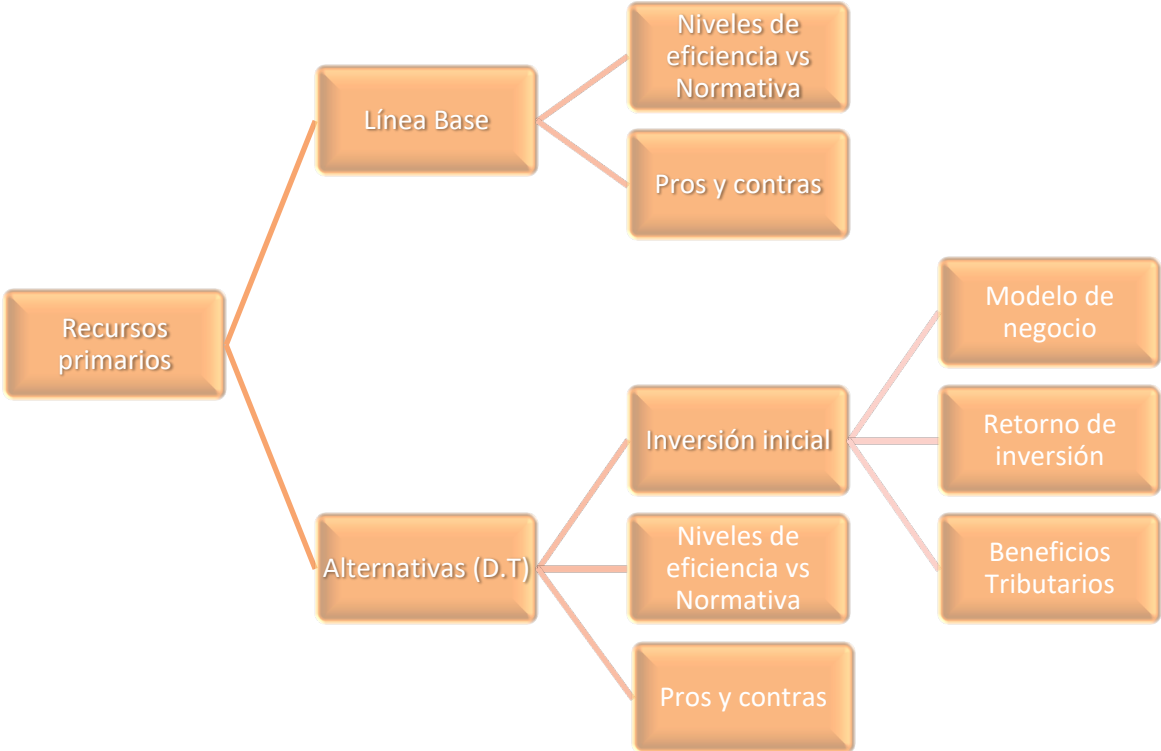 Niveles de
eficiencia vs
Normativa
Línea Base
Pros y contras
Recursos
primarios
Modelo de
negocio
Inversión inicial
Retorno de
inversión
Alternativas (D.T)
Niveles de
eficiencia vs
Normativa
Beneficios
Tributarios
Pros y contras